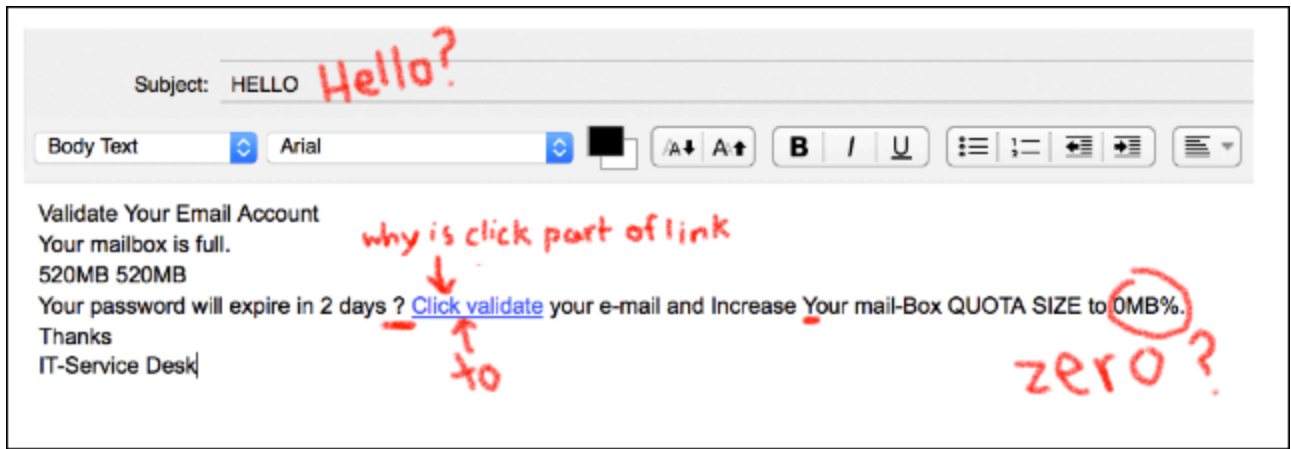 Subject: HELLO Hello?
Body Text Arial A A B I U
Validate Your Email Account
Your mailbox is full.
why is click part of link
520MB 520MB
Your password will expire in 2 days ? Click validate your e-mail and Increase Your mail-Box QUOTA SIZE to 0MB%.
Thanks
to
zero?
IT-Service Desk